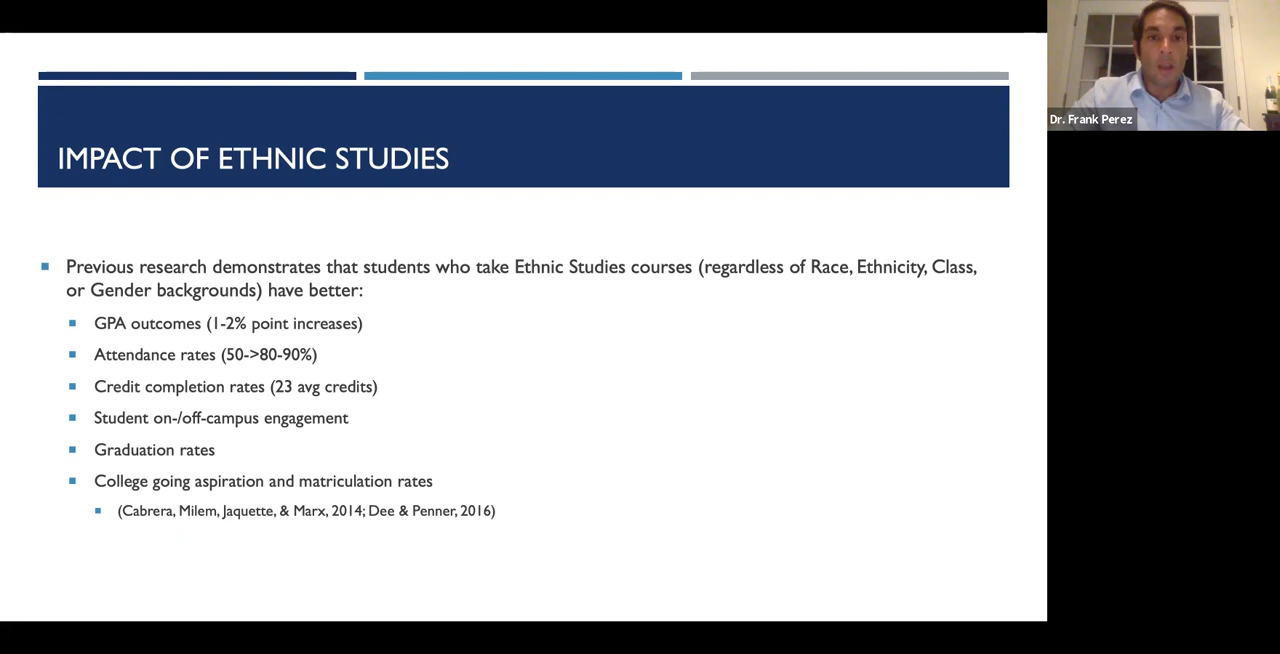 IMPACT OF ETHNIC STUDIES
Previous research demonstrates that students who take Ethnic Studies courses (regardless of Race, Ethnicity, Class,
or Gender backgrounds) have better:
GPA outcomes (1-2% point increases)
Attendance rates (50->80-90%)
Credit completion rates (23 avg credits)
Student on-/off-campus engagement
Graduation rates
College going aspiration and matriculation rates
(Cabrera, Milem, Jaquette, & Marx, 2014; Dee & Penner, 2016)
Dr. Frank Perez